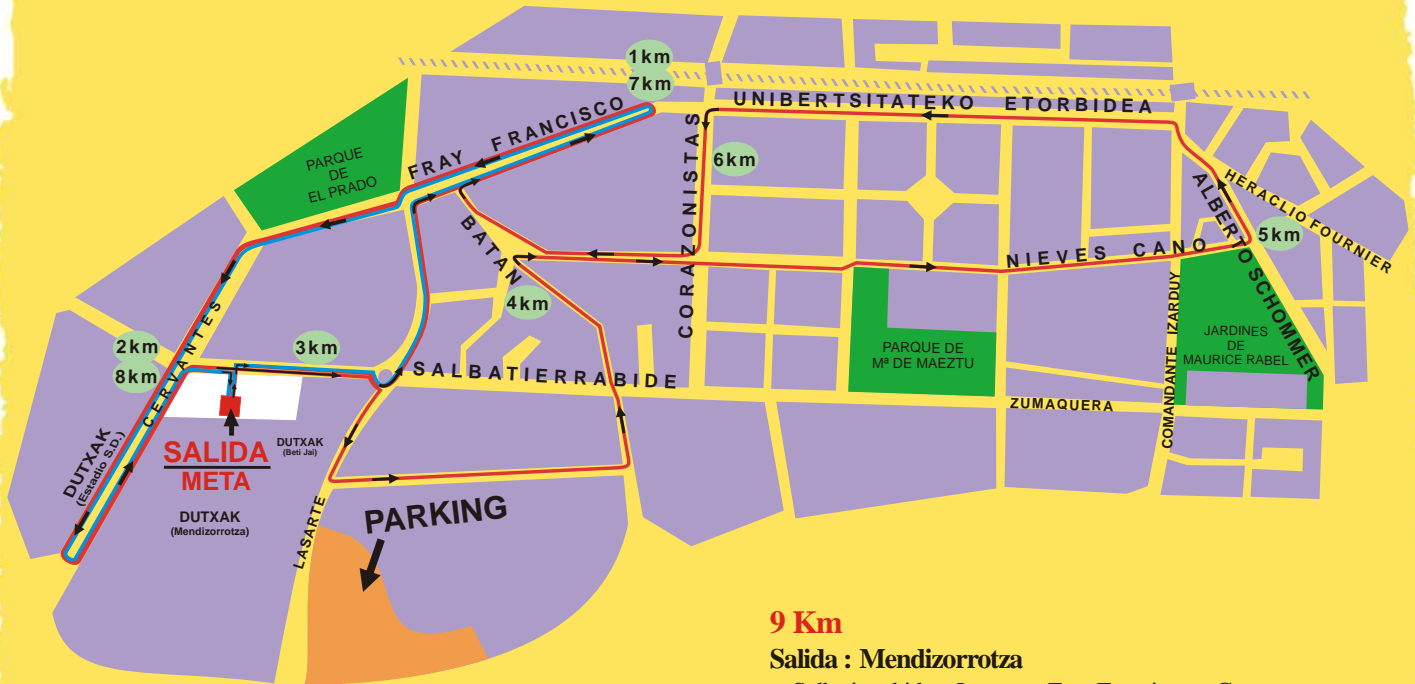 1km
7km
UNIBERTSITATEKO ETORBIDEA
FRAY FRANCISCO
PARQUE
DE
EL PRADO
6km
CORAZONISTAS
ALBERTO SCHOMMER
HERACLIO FOURNIER
5km
BATAN
NIEVES CANO
4km
CERVANTES
2km
8km
3km
SALBATIERRABIDE
PARQUE DE
Mª DE MAEZTU
COMANDANTE IZARDUY
JARDINES
DE
MAURICE RABEL
ZUMAQUERA
DUTXAK
(Estadio S.D.)
SALIDA
META
DUTXAK
(Beti Jai)
DUTXAK
(Mendizorrotza)
LASARTE
PARKING
9 Km
Salida : Mendizorrotza